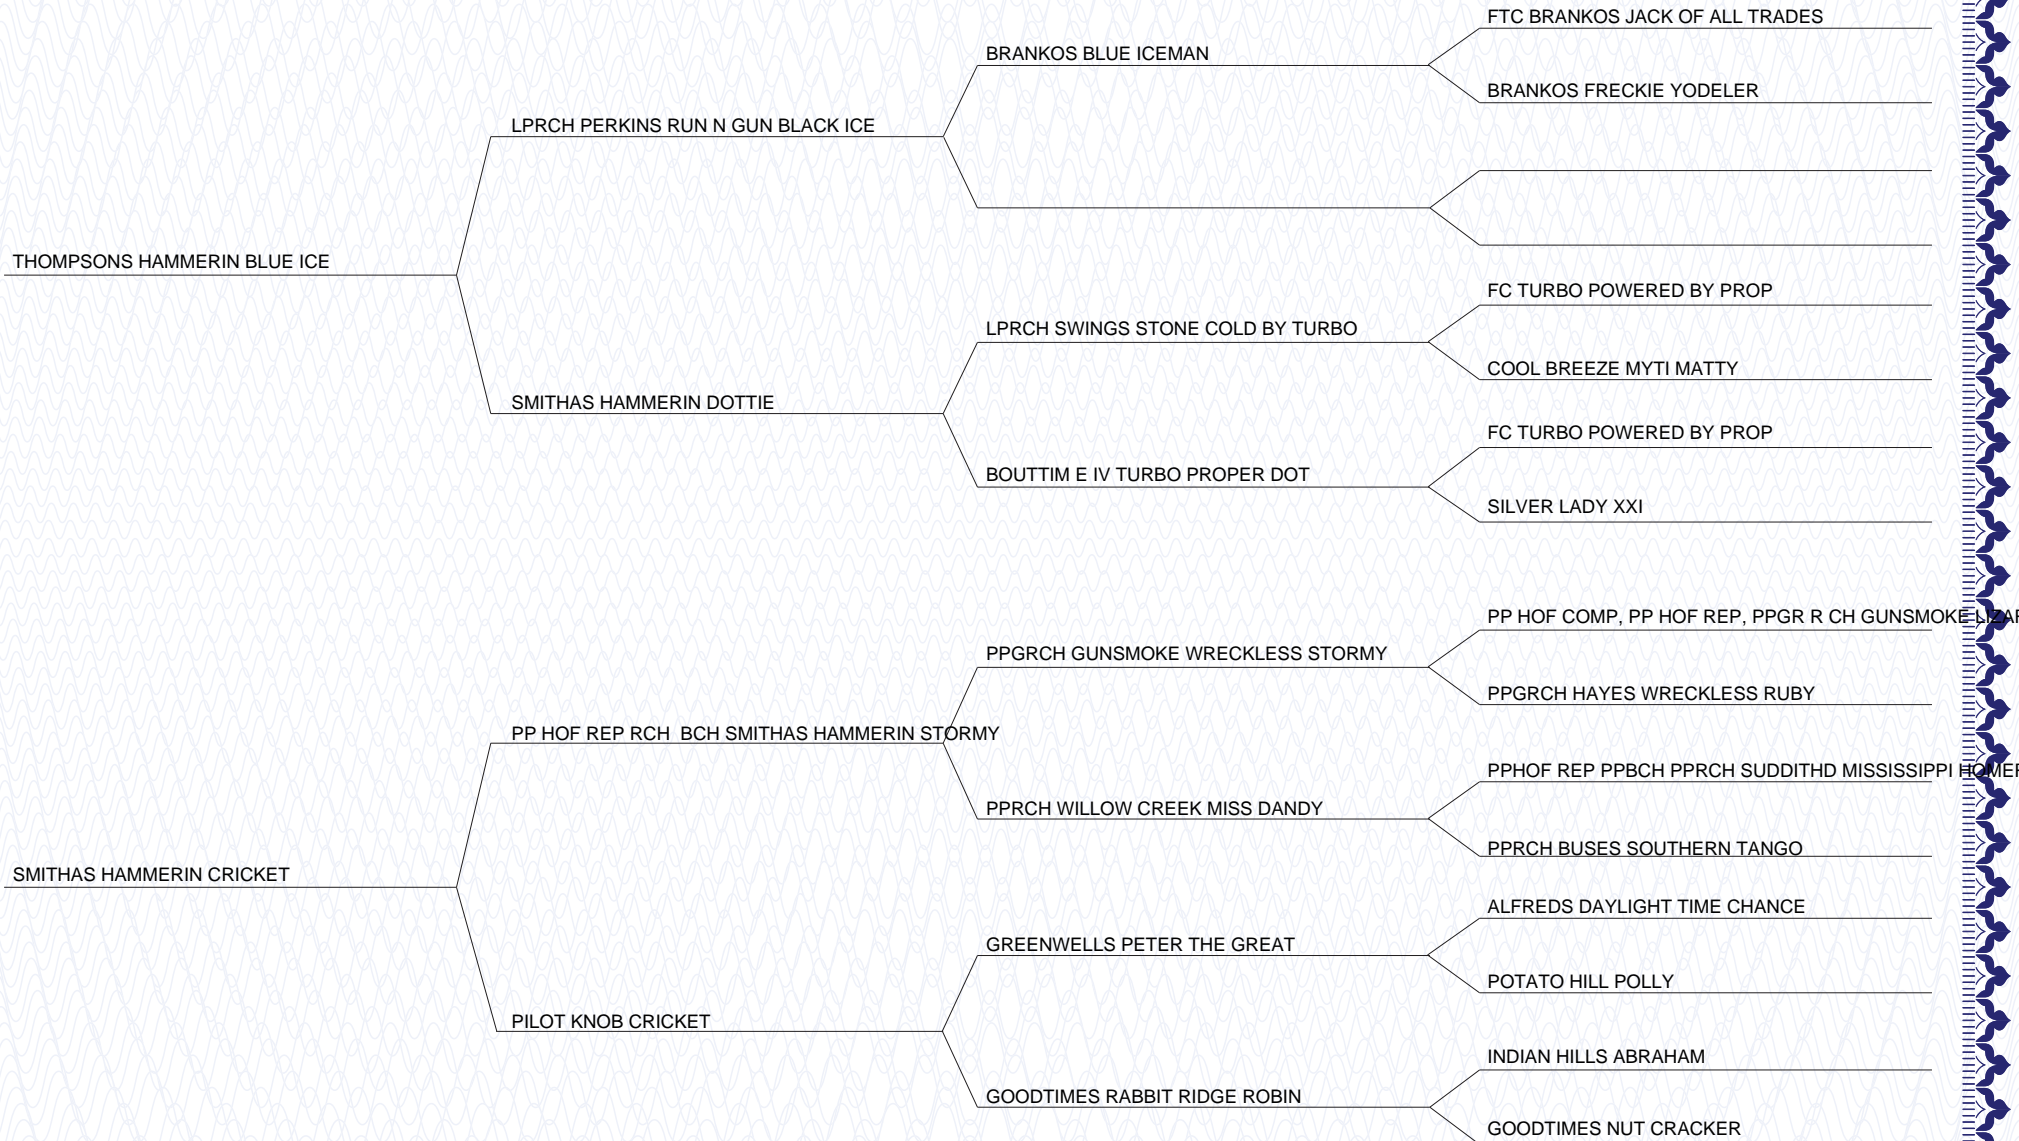 FTC BRANKOS JACK OF ALL TRADES
BRANKOS BLUE ICEMAN
BRANKOS FRECKIE YODELER
LPRCH PERKINS RUN N GUN BLACK ICE
THOMPSONS HAMMERIN BLUE ICE
FC TURBO POWERED BY PROP
LPRCH SWINGS STONE COLD BY TURBO
COOL BREEZE MYTI MATTY
SMITHAS HAMMERIN DOTTIE
FC TURBO POWERED BY PROP
BOUTTIM E IV TURBO PROPER DOT
SILVER LADY XXI
PP HOF COMP, PP HOF REP, PPGR R CH GUNSMOKE
PPGRCH GUNSMOKE WRECKLESS STORMY
PPGRCH HAYES WRECKLESS RUBY
PP HOF REP RCH  BCH SMITHAS HAMMERIN STORMY
PPHOF REP PPBCH PPRCH SUDDITHD MISSISSIPPI
PPRCH WILLOW CREEK MISS DANDY
PPRCH BUSES SOUTHERN TANGO
SMITHAS HAMMERIN CRICKET
ALFREDS DAYLIGHT TIME CHANCE
GREENWELLS PETER THE GREAT
POTATO HILL POLLY
PILOT KNOB CRICKET
INDIAN HILLS ABRAHAM
GOODTIMES RABBIT RIDGE ROBIN
GOODTIMES NUT CRACKER